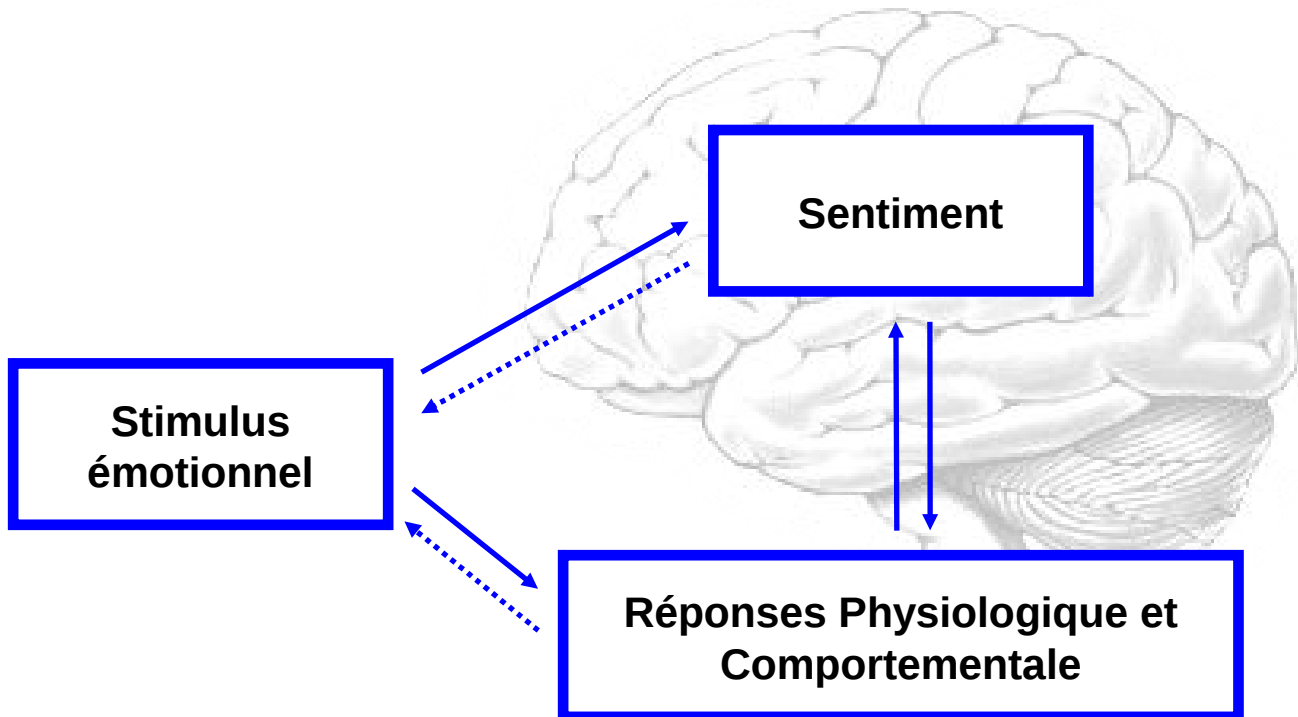 Sentiment
Stimulus
émotionnel
Réponses Physiologique et
Comportementale